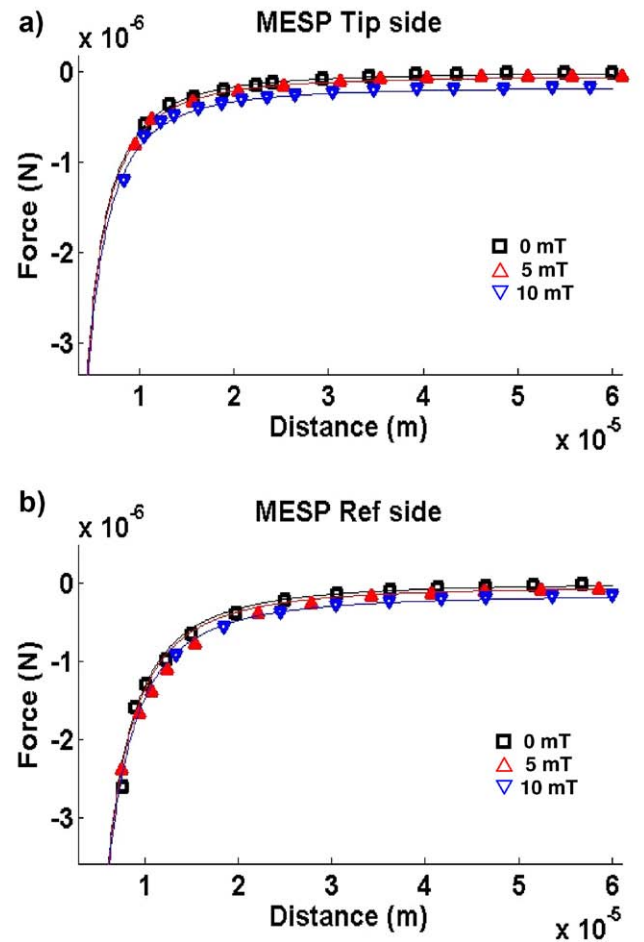 a)
x 10⁻⁶
MESP Tip side
0
-1
-2
-3
Force (N)
0 mT
5 mT
10 mT
1 2 3 4 5 6
Distance (m)
x 10⁻⁵
b)
x 10⁻⁶
MESP Ref side
0
-1
-2
-3
Force (N)
0 mT
5 mT
10 mT
1 2 3 4 5 6
Distance (m)
x 10⁻⁵